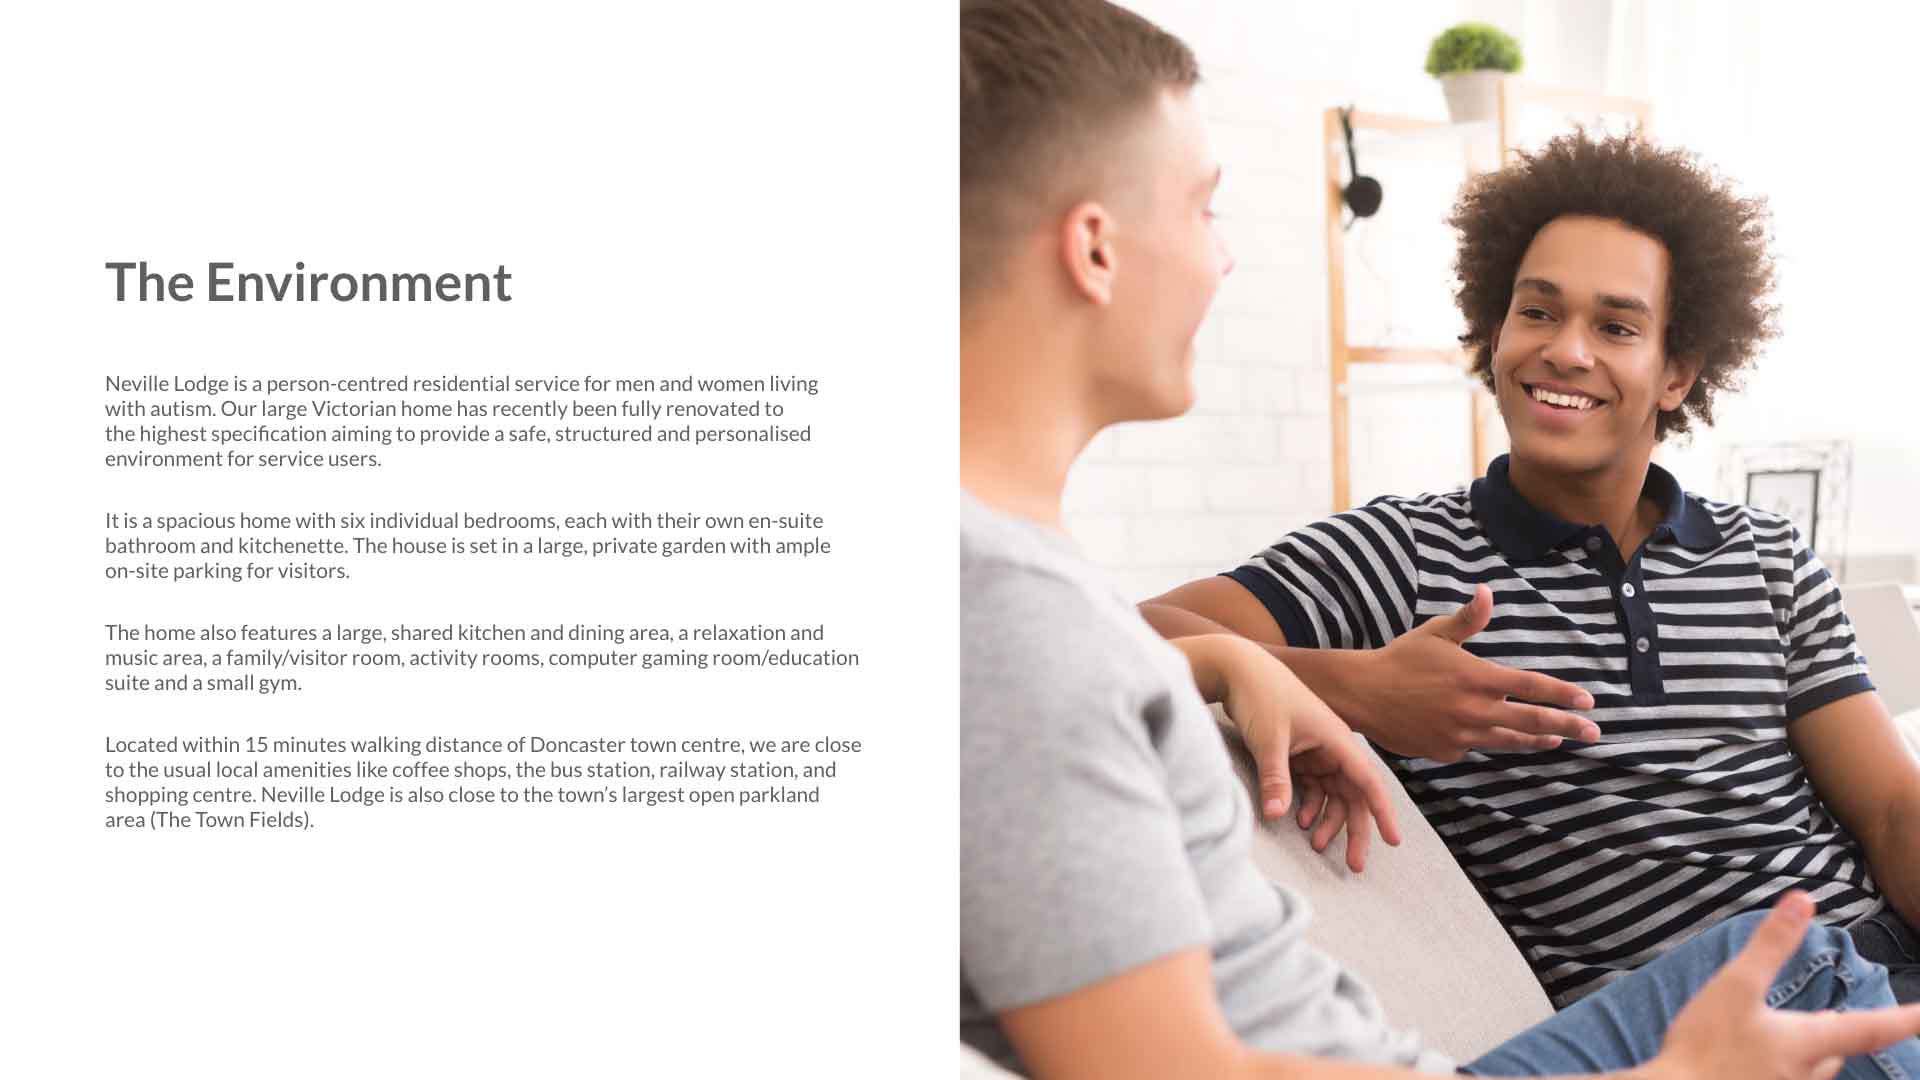 The Environment
Neville Lodge is a person-centred residential service for men and women living
with autism. Our large Victorian home has recently been fully renovated to
the highest specification aiming to provide a safe, structured and personalised
environment for service users.
It is a spacious home with six individual bedrooms, each with their own en-suite
bathroom and kitchenette. The house is set in a large, private garden with ample
on-site parking for visitors.
The home also features a large, shared kitchen and dining area, a relaxation and
music area, a family/visitor room, activity rooms, computer gaming room/education
suite and a small gym.
Located within 15 minutes walking distance of Doncaster town centre, we are close
to the usual local amenities like coffee shops, the bus station, railway station, and
shopping centre. Neville Lodge is also close to the town’s largest open parkland
area (The Town Fields).